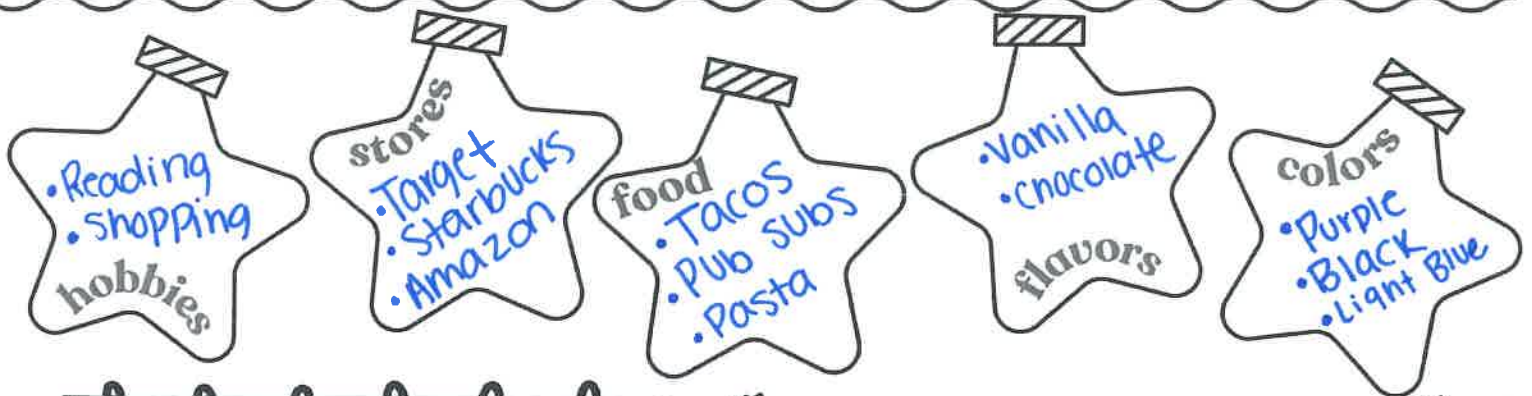 • Reading
• shopping
hobbies
stores
• Target
• Starbucks
• Amazon
food
• Tacos
• Pub subs
• Pasta
• Vanilla
• chocolate
flavors
colors
• Purple
• Black
• Light Blue